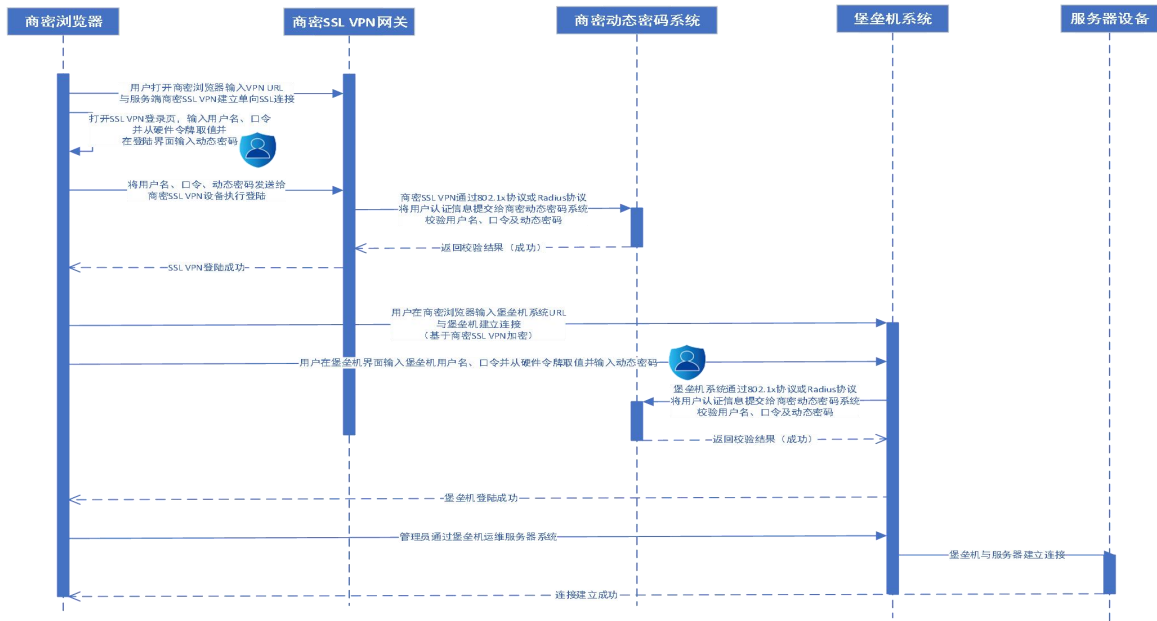 商密浏览器
商密SSL VPN网关
商密动态密码系统
堡垒机系统
服务器设备
用户打开商密浏览器输入VPN URL
与服务端商密SSL VPN建立单向SSL连接
打开SSL VPN登录页，输入用户名、口令
并从硬件令牌取值并
在登陆界面输入动态密码
将用户名、口令、动态密码发送给
商密SSL VPN设备执行登陆
商密SSL VPN通过802.1x协议或Radius协议
将用户认证信息提交给商密动态密码系统
校验用户名、口令及动态密码
返回校验结果（成功）
SSL VPN登陆成功
用户在商密浏览器输入堡垒机系统URL
与堡垒机建立连接
（基于商密SSL VPN加密）
用户在堡垒机界面输入堡垒机用户名、口令并从硬件令牌取值并输入动态密码
堡垒机系统通过802.1x协议或Radius协议
将用户认证信息提交给商密动态密码系统
校验用户名、口令及动态密码
返回校验结果（成功）
堡垒机登陆成功
管理员通过堡垒机运维服务器系统
堡垒机与服务器建立连接
连接建立成功